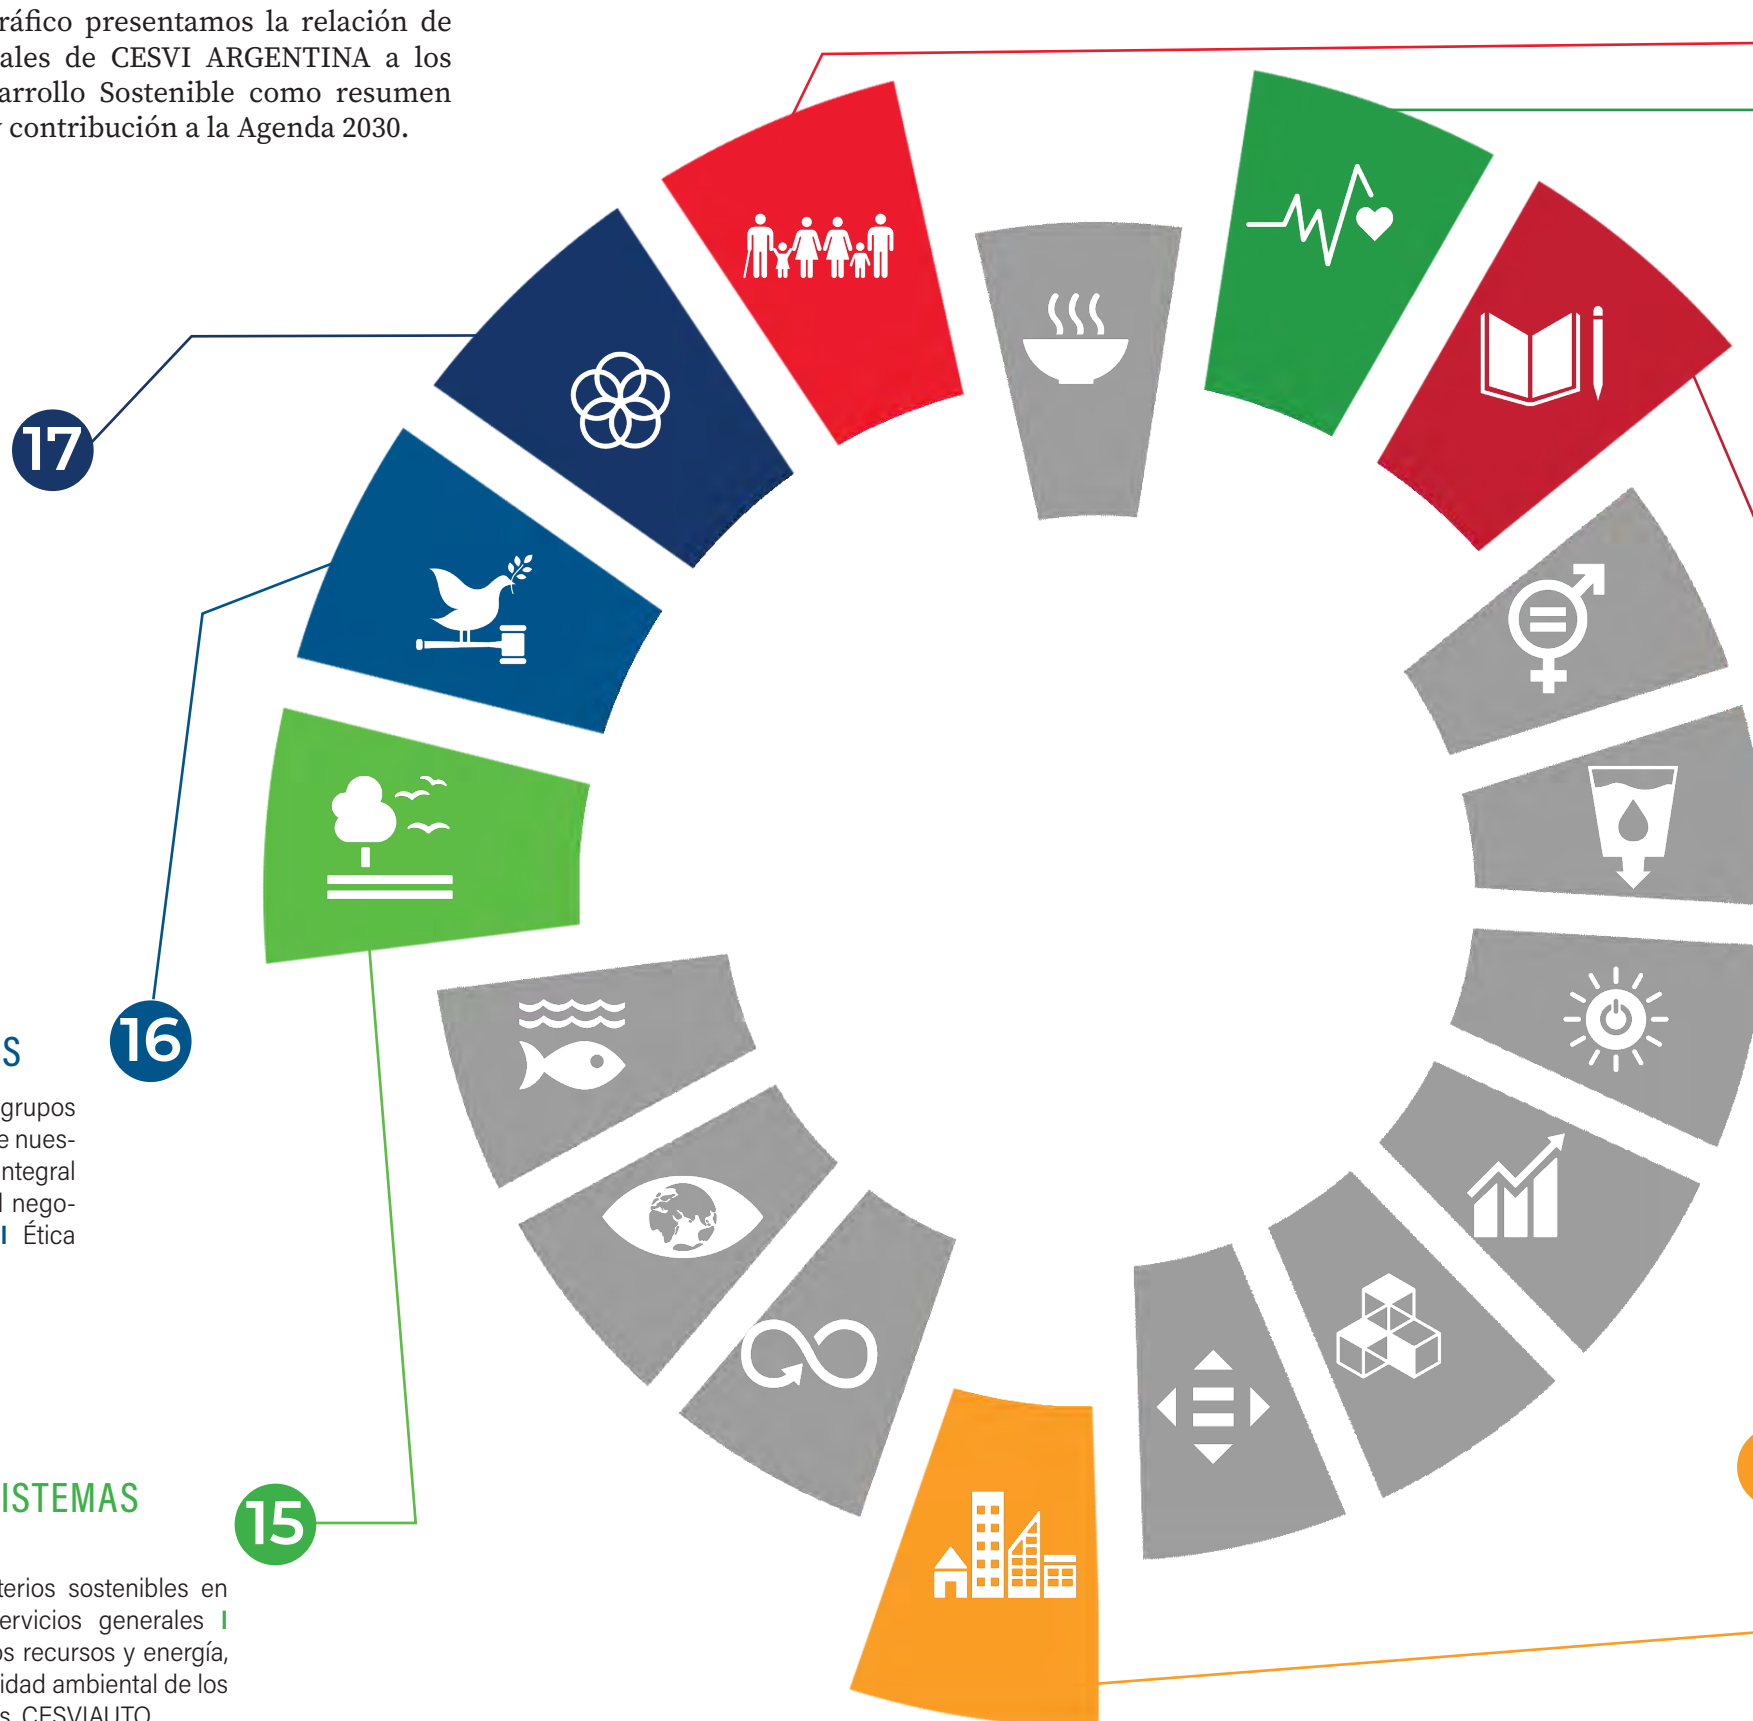 ráfico presentamos la relación de
ales de CESVI ARGENTINA a los
arrollo Sostenible como resumen
contribución a la Agenda 2030.
17
16
S
grupos
e nues-
ntegral
nego-
I Ética
15
ISTEMAS
terios sostenibles en
ervicios generales I
os recursos y energía,
idad ambiental de los
s CESVIAUTO